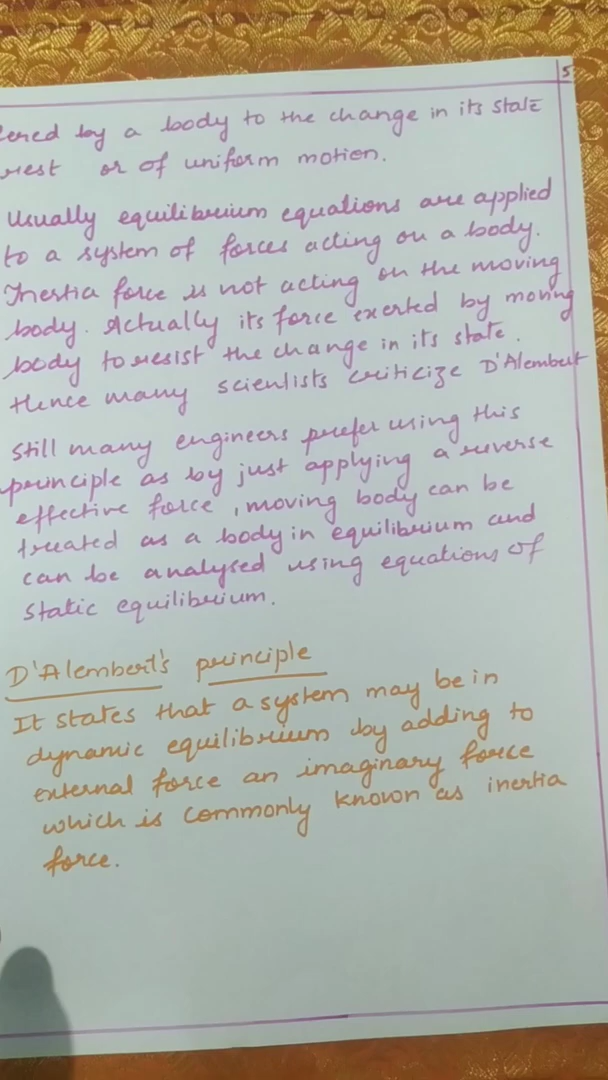 5
ered by a body to the change in its state
rest or of uniform motion.
Usually equilibrium equations are applied
to a system of forces acting on a body.
Inertia force is not acting on the moving
body. Actually its force exerted by moving
body to resist the change in its state.
Hence many scientists criticize D'Alembert
Still many engineers prefer using this
principle as by just applying a reverse
effective force, moving body can be
treated as a body in equilibrium and
can be analysed using equations of
static equilibrium.
D'Alembert's principle
It states that a system may be in
dynamic equilibrium by adding to
external force an imaginary force
which is commonly known as inertia
force.